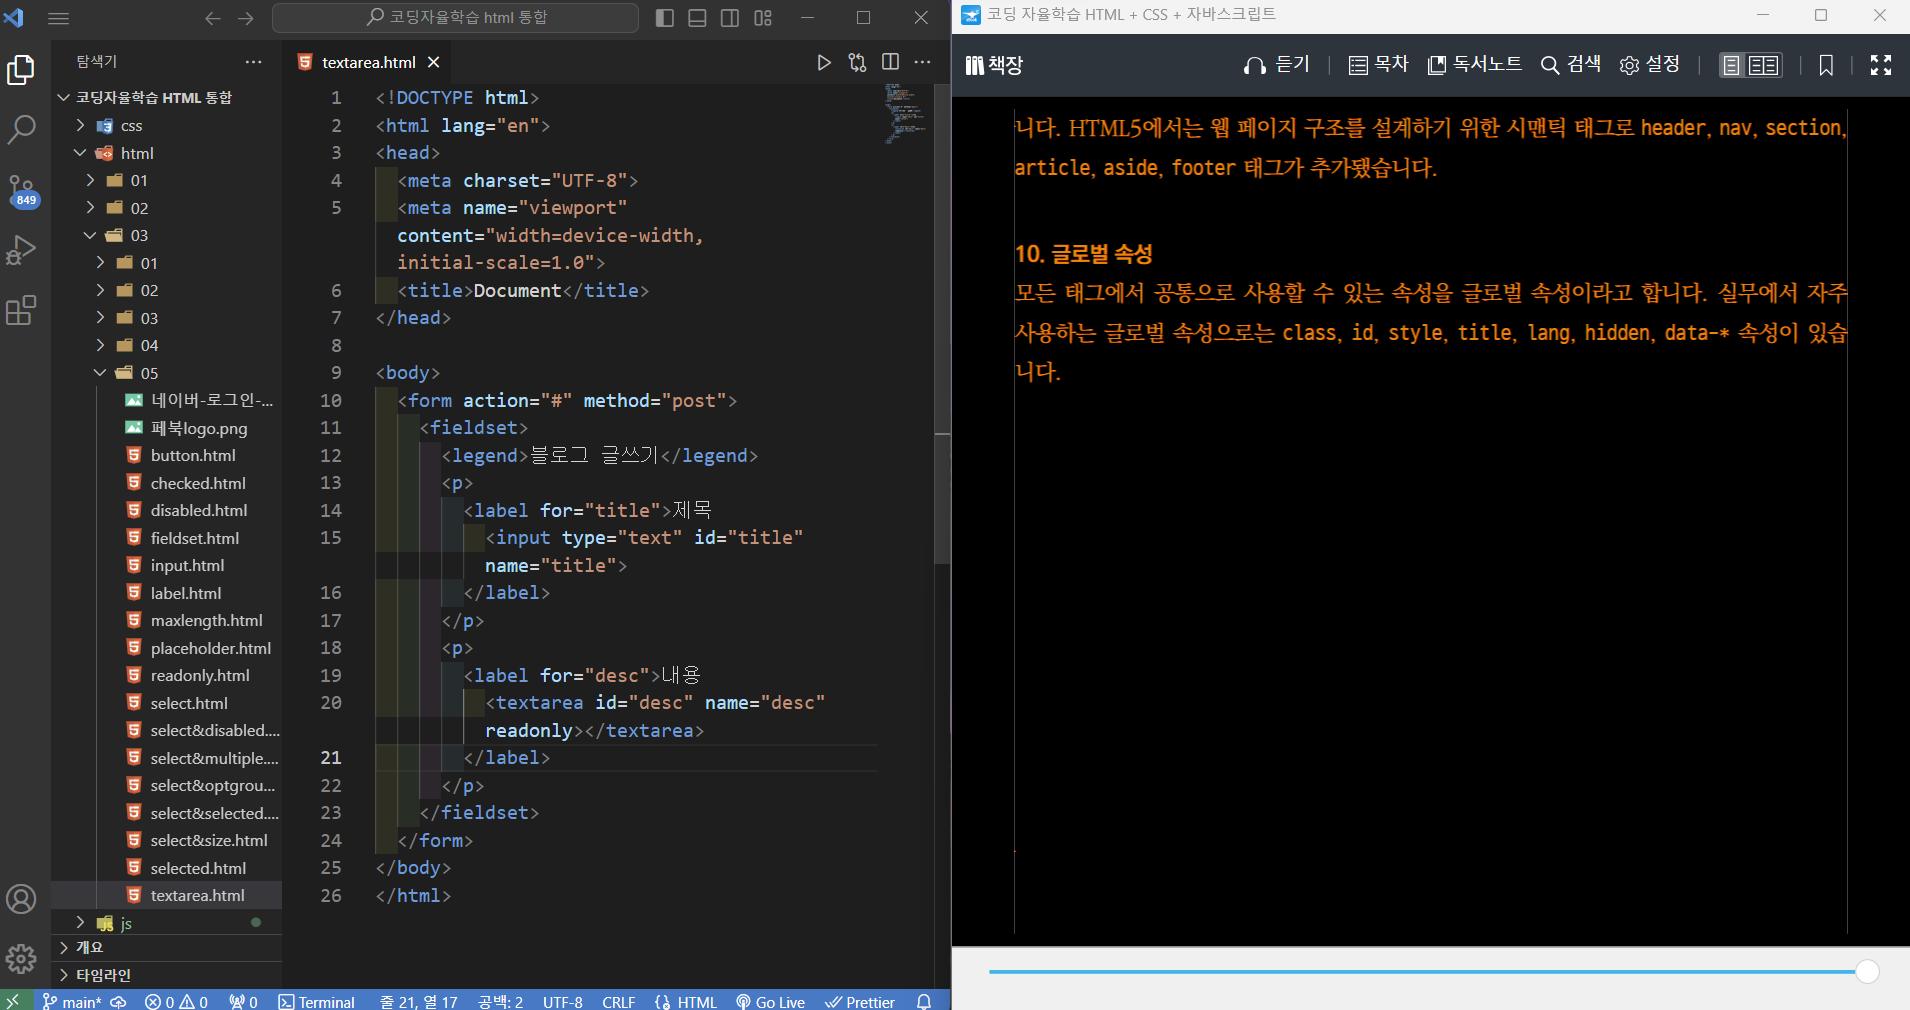 코딩자율학습 html 통합
탐색기
textarea.html
코딩자율학습 HTML 통합
css
html
01
02
03
01
02
03
04
05
네이버-로그인-...
페북logo.png
button.html
checked.html
disabled.html
fieldset.html
input.html
label.html
maxlength.html
placeholder.html
readonly.html
select.html
select&disabled....
select&multiple....
select&optgrou...
select&selected....
select&size.html
selected.html
textarea.html
js
개요
타임라인
849
1 <!DOCTYPE html>
2 <html lang="en">
3 <head>
4 <meta charset="UTF-8">
5 <meta name="viewport"
content="width=device-width,
initial-scale=1.0">
6 <title>Document</title>
7 </head>
8
9 <body>
10 <form action="#" method="post">
11 <fieldset>
12 <legend>블로그 글쓰기</legend>
13 <p>
14 <label for="title">제목
15 <input type="text" id="title"
name="title">
16 </label>
17 </p>
18 <p>
19 <label for="desc">내용
20 <textarea id="desc" name="desc"
readonly></textarea>
21 </label>
22 </p>
23 </fieldset>
24 </form>
25 </body>
26 </html>
main* 0 0 0 Terminal 줄 21, 열 17 공백: 2 UTF-8 CRLF HTML Go Live Prettier
코딩 자율학습 HTML + CSS + 자바스크립트
책장 듣기 목차 독서노트 검색 설정
니다. HTML5에서는 웹 페이지 구조를 설계하기 위한 시맨틱 태그로 header, nav, section,
article, aside, footer 태그가 추가됐습니다.
10. 글로벌 속성
모든 태그에서 공통으로 사용할 수 있는 속성을 글로벌 속성이라고 합니다. 실무에서 자주
사용하는 글로벌 속성으로는 class, id, style, title, lang, hidden, data-* 속성이 있습
니다.